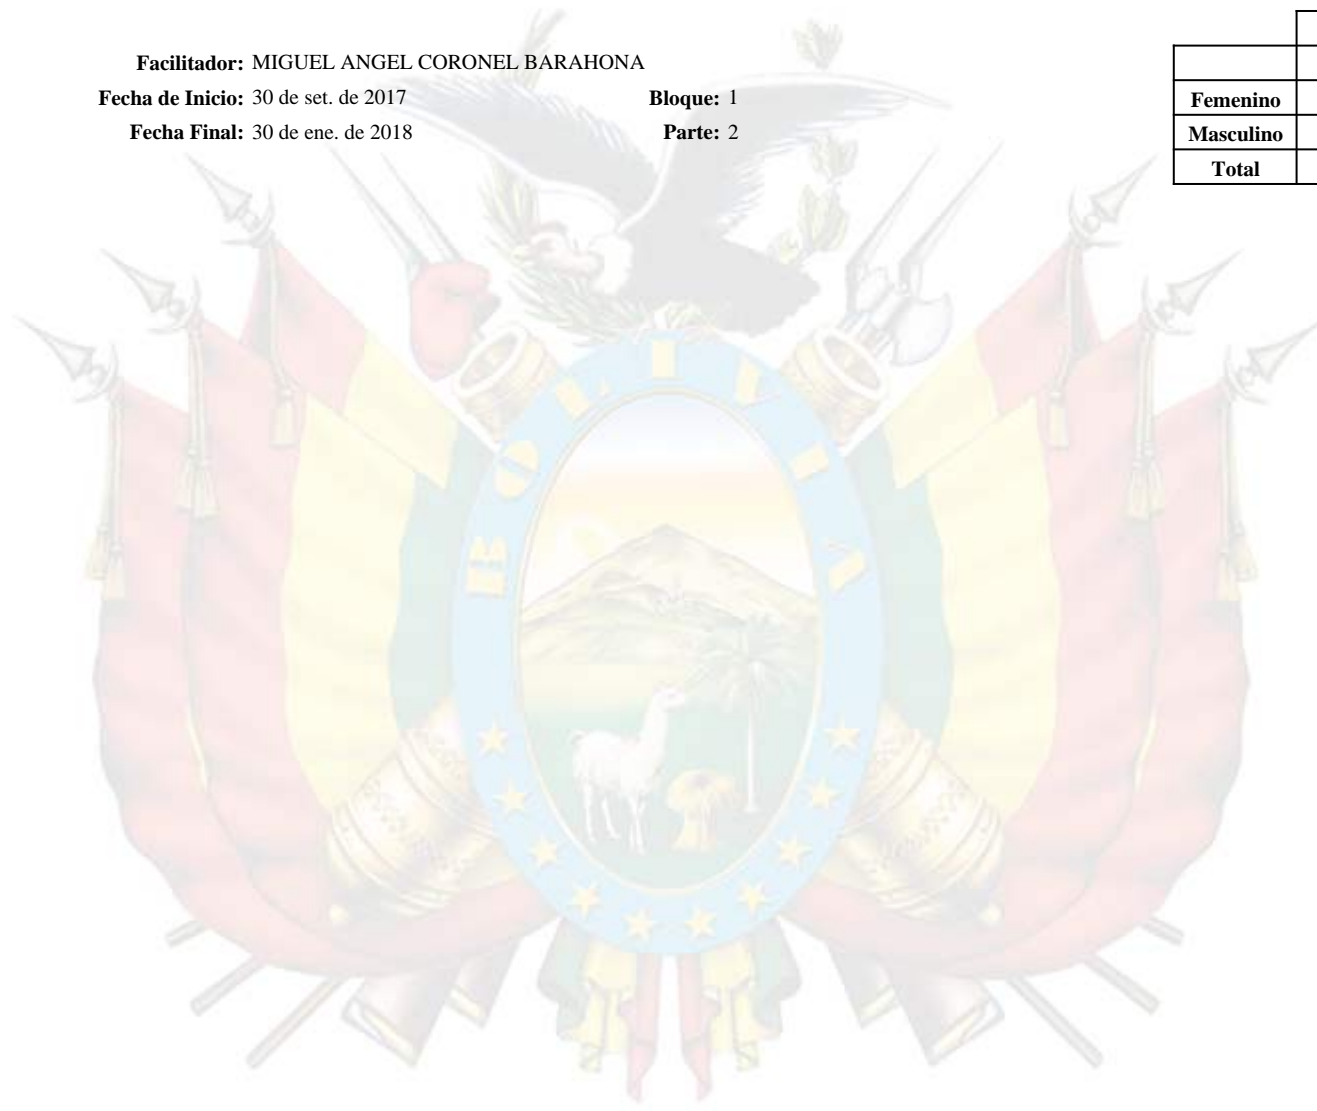 Facilitador: MIGUEL ANGEL CORONEL BARAHONA
Fecha de Inicio: 30 de set. de 2017 Bloque: 1
Fecha Final: 30 de ene. de 2018 Parte: 2
Femenino
Masculino
Total
BOLIVIA